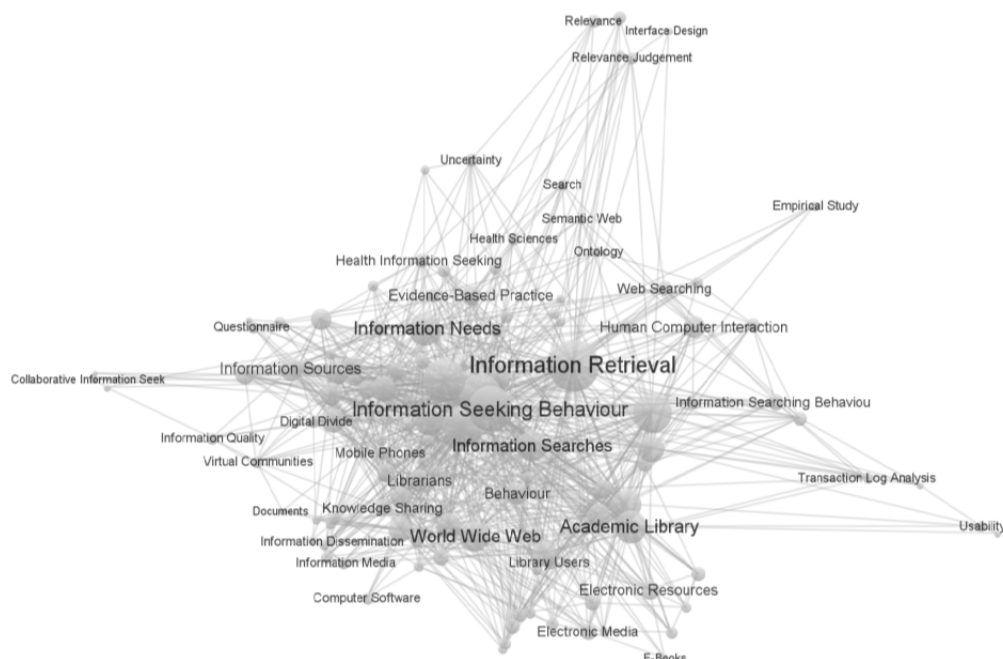 Relevance
Interface Design
Relevance Judgement
Uncertainty
Search
Empirical Study
Semantic Web
Health Sciences
Ontology
Health Information Seeking
Web Searching
Evidence-Based Practice
Questionnaire
Information Needs
Human Computer Interaction
Information Sources
Information Retrieval
Collaborative Information Seek
Information Seeking Behaviour
Information Searching Behaviou
Digital Divide
Information Quality
Information Searches
Mobile Phones
Virtual Communities
Librarians
Transaction Log Analysis
Behaviour
Documents
Knowledge Sharing
Academic Library
Usability
Information Dissemination
World Wide Web
Information Media
Library Users
Computer Software
Electronic Resources
Electronic Media
E-Books